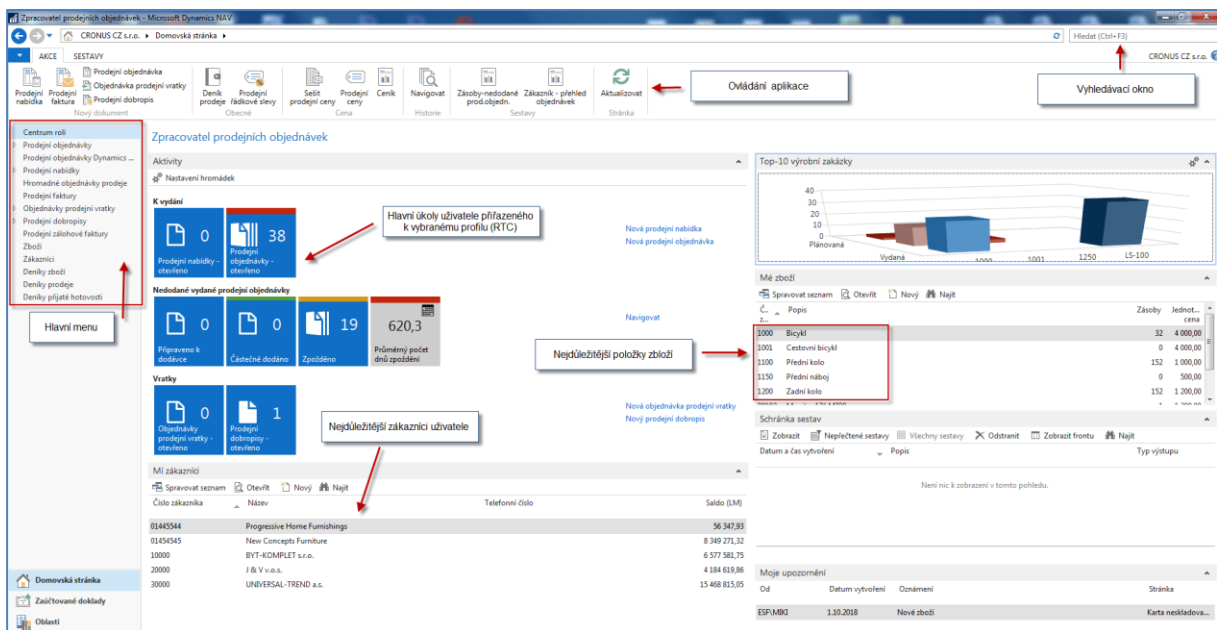 Zpracovatel prodejních objednávek - Microsoft Dynamics NAV
CRONUS CZ s.r.o. Domovská stránka
Hledat (Ctrl+F3)
AKCE SESTAVY
CRONUS CZ s.r.o.
Prodejní nabídka
Prodejní faktura
Prodejní objednávka
Objednávka prodejní vratky
Prodejní dobropis
Nový dokument
Deník prodeje
Prodejní řádkové slevy
Obecné
Sešit prodejní ceny
Prodejní ceny
Ceník
Cena
Navigovat
Historie
Zásoby-nedodané prod.objedn.
Zákazník - přehled objednávek
Sestavy
Aktualizovat
Stránka
Ovládání aplikace
Vyhledávací okno
Centrum rolí
Prodejní objednávky
Prodejní objednávky Dynamics ...
Prodejní nabídky
Hromadné objednávky prodeje
Prodejní faktury
Objednávky prodejní vratky
Prodejní dobropisy
Prodejní zálohové faktury
Zboží
Zákazníci
Deníky zboží
Deníky prodeje
Deníky přijaté hotovosti
Hlavní menu
Domovská stránka
Zaúčtované doklady
Oblasti
Zpracovatel prodejních objednávek
Aktivity
Nastavení hromádek
K vydání
0
Prodejní nabídky - otevřeno
38
Prodejní objednávky - otevřeno
Hlavní úkoly uživatele přiřazeného
k vybranému profilu (RTC)
Nová prodejní nabídka
Nová prodejní objednávka
Nedodané vydané prodejní objednávky
0
Připraveno k dodávce
0
Částečně dodáno
19
Zpožděno
620,3
Průměrný počet dnů zpoždění
Navigovat
Vratky
0
Objednávky prodejní vratky - otevřeno
1
Prodejní dobropisy - otevřeno
Nová objednávka prodejní vratky
Nový prodejní dobropis
Nejdůležitější zákazníci uživatele
Mí zákazníci
Spravovat seznam Otevřít Nový Najít
Číslo zákazníka Název Telefonní číslo Saldo (LM)
01445544 Progressive Home Furnishings 56 347,93
01454545 New Concepts Furniture 8 349 271,32
10000 BYT-KOMPLET s.r.o. 6 577 581,75
20000 J & V v.o.s. 4 184 619,86
30000 UNIVERSAL-TREND a.s. 15 468 815,05
Top-10 výrobní zakázky
40
30
20
10
0
Plánovaná
Vydaná
1000
1001
1250
LS-100
Mé zboží
Spravovat seznam Otevřít Nový Najít
Č... z... Popis Zásoby Jednot... cena
1000 Bicykl 32 4 000,00
1001 Cestovní bicykl 0 4 000,00
1100 Přední kolo 152 1 000,00
1150 Přední náboj 0 500,00
1200 Zadní kolo 152 1 200,00
Nejdůležitější položky zbloží
Schránka sestav
Zobrazit Nepřečtené sestavy Všechny sestavy Odstranit Zobrazit frontu Najít
Datum a čas vytvoření Popis Typ výstupu
Není nic k zobrazení v tomto pohledu.
Moje upozornění
Od Datum vytvoření Oznámení Stránka
ESF\MIKI 1.10.2018 Nové zboží Karta neskladova...